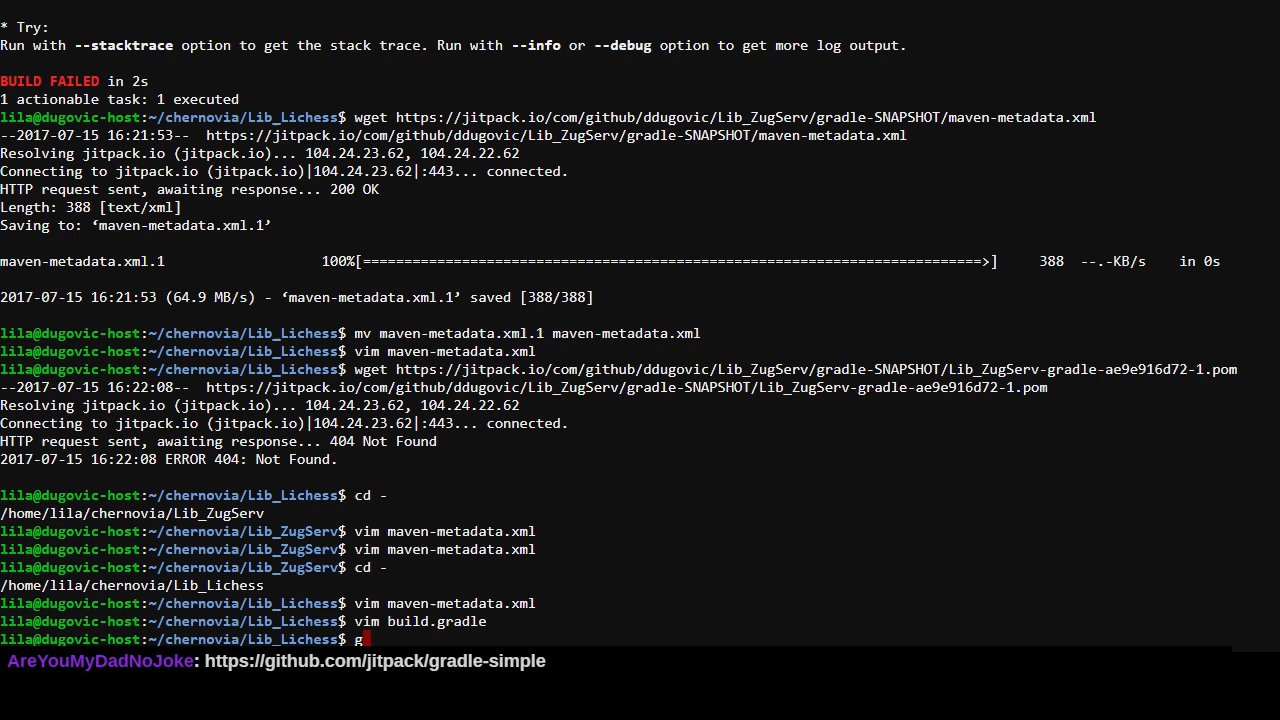 * Try:
Run with --stacktrace option to get the stack trace. Run with --info or --debug option to get more log output.
BUILD FAILED in 2s
1 actionable task: 1 executed
lila@dugovic-host:~/chernovia/Lib_Lichess$ wget https://jitpack.io/com/github/ddugovic/Lib_ZugServ/gradle-SNAPSHOT/maven-metadata.xml
--2017-07-15 16:21:53--  https://jitpack.io/com/github/ddugovic/Lib_ZugServ/gradle-SNAPSHOT/maven-metadata.xml
Resolving jitpack.io (jitpack.io)... 104.24.23.62, 104.24.22.62
Connecting to jitpack.io (jitpack.io)|104.24.23.62|:443... connected.
HTTP request sent, awaiting response... 200 OK
Length: 388 [text/xml]
Saving to: ‘maven-metadata.xml.1’
maven-metadata.xml.1                   100%[===========================================================================>]     388  --.-KB/s    in 0s
2017-07-15 16:21:53 (64.9 MB/s) - ‘maven-metadata.xml.1’ saved [388/388]
lila@dugovic-host:~/chernovia/Lib_Lichess$ mv maven-metadata.xml.1 maven-metadata.xml
lila@dugovic-host:~/chernovia/Lib_Lichess$ vim maven-metadata.xml
lila@dugovic-host:~/chernovia/Lib_Lichess$ wget https://jitpack.io/com/github/ddugovic/Lib_ZugServ/gradle-SNAPSHOT/Lib_ZugServ-gradle-ae9e916d72-1.pom
--2017-07-15 16:22:08--  https://jitpack.io/com/github/ddugovic/Lib_ZugServ/gradle-SNAPSHOT/Lib_ZugServ-gradle-ae9e916d72-1.pom
Resolving jitpack.io (jitpack.io)... 104.24.23.62, 104.24.22.62
Connecting to jitpack.io (jitpack.io)|104.24.23.62|:443... connected.
HTTP request sent, awaiting response... 404 Not Found
2017-07-15 16:22:08 ERROR 404: Not Found.
lila@dugovic-host:~/chernovia/Lib_Lichess$ cd -
/home/lila/chernovia/Lib_ZugServ
lila@dugovic-host:~/chernovia/Lib_ZugServ$ vim maven-metadata.xml
lila@dugovic-host:~/chernovia/Lib_ZugServ$ vim maven-metadata.xml
lila@dugovic-host:~/chernovia/Lib_ZugServ$ cd -
/home/lila/chernovia/Lib_Lichess
lila@dugovic-host:~/chernovia/Lib_Lichess$ vim maven-metadata.xml
lila@dugovic-host:~/chernovia/Lib_Lichess$ vim build.gradle
lila@dugovic-host:~/chernovia/Lib_Lichess$ g
AreYouMyDadNoJoke: https://github.com/jitpack/gradle-simple